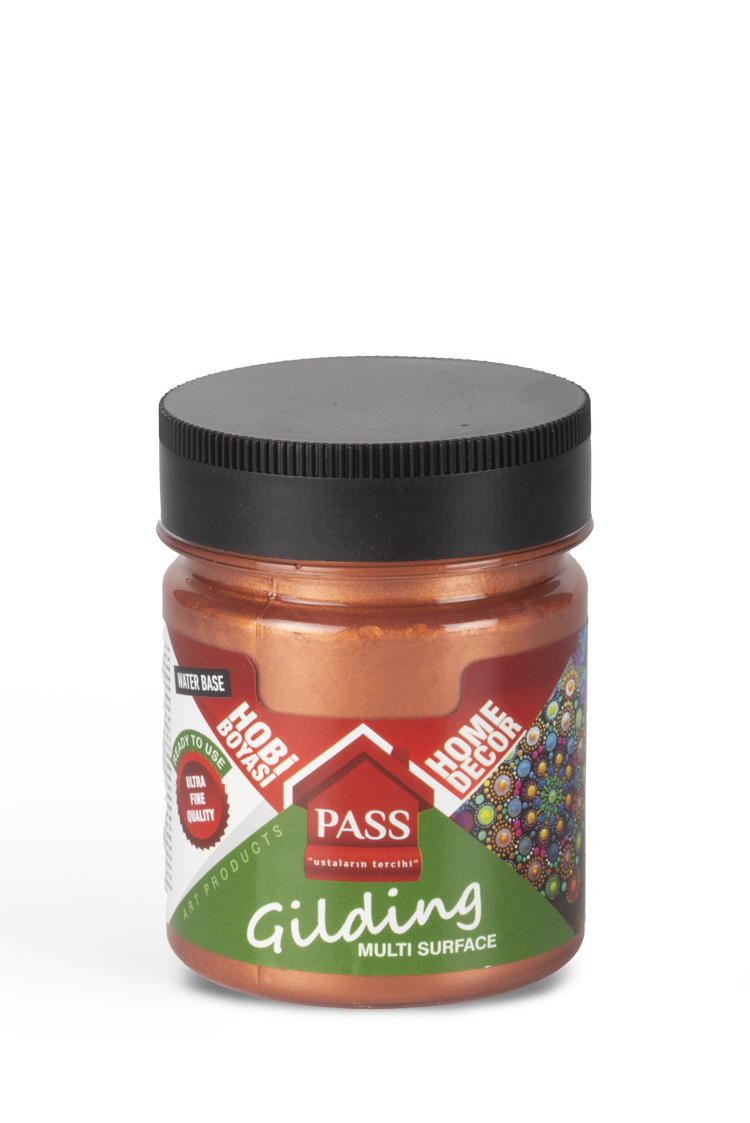 WATER BASE
HOBİ
BOYASI
HOME
DECOR
READY TO USE
ULTRA
FINE
QUALITY
PASS
"ustaların tercihi"
ART PRODUCTS
Gilding
MULTI SURFACE